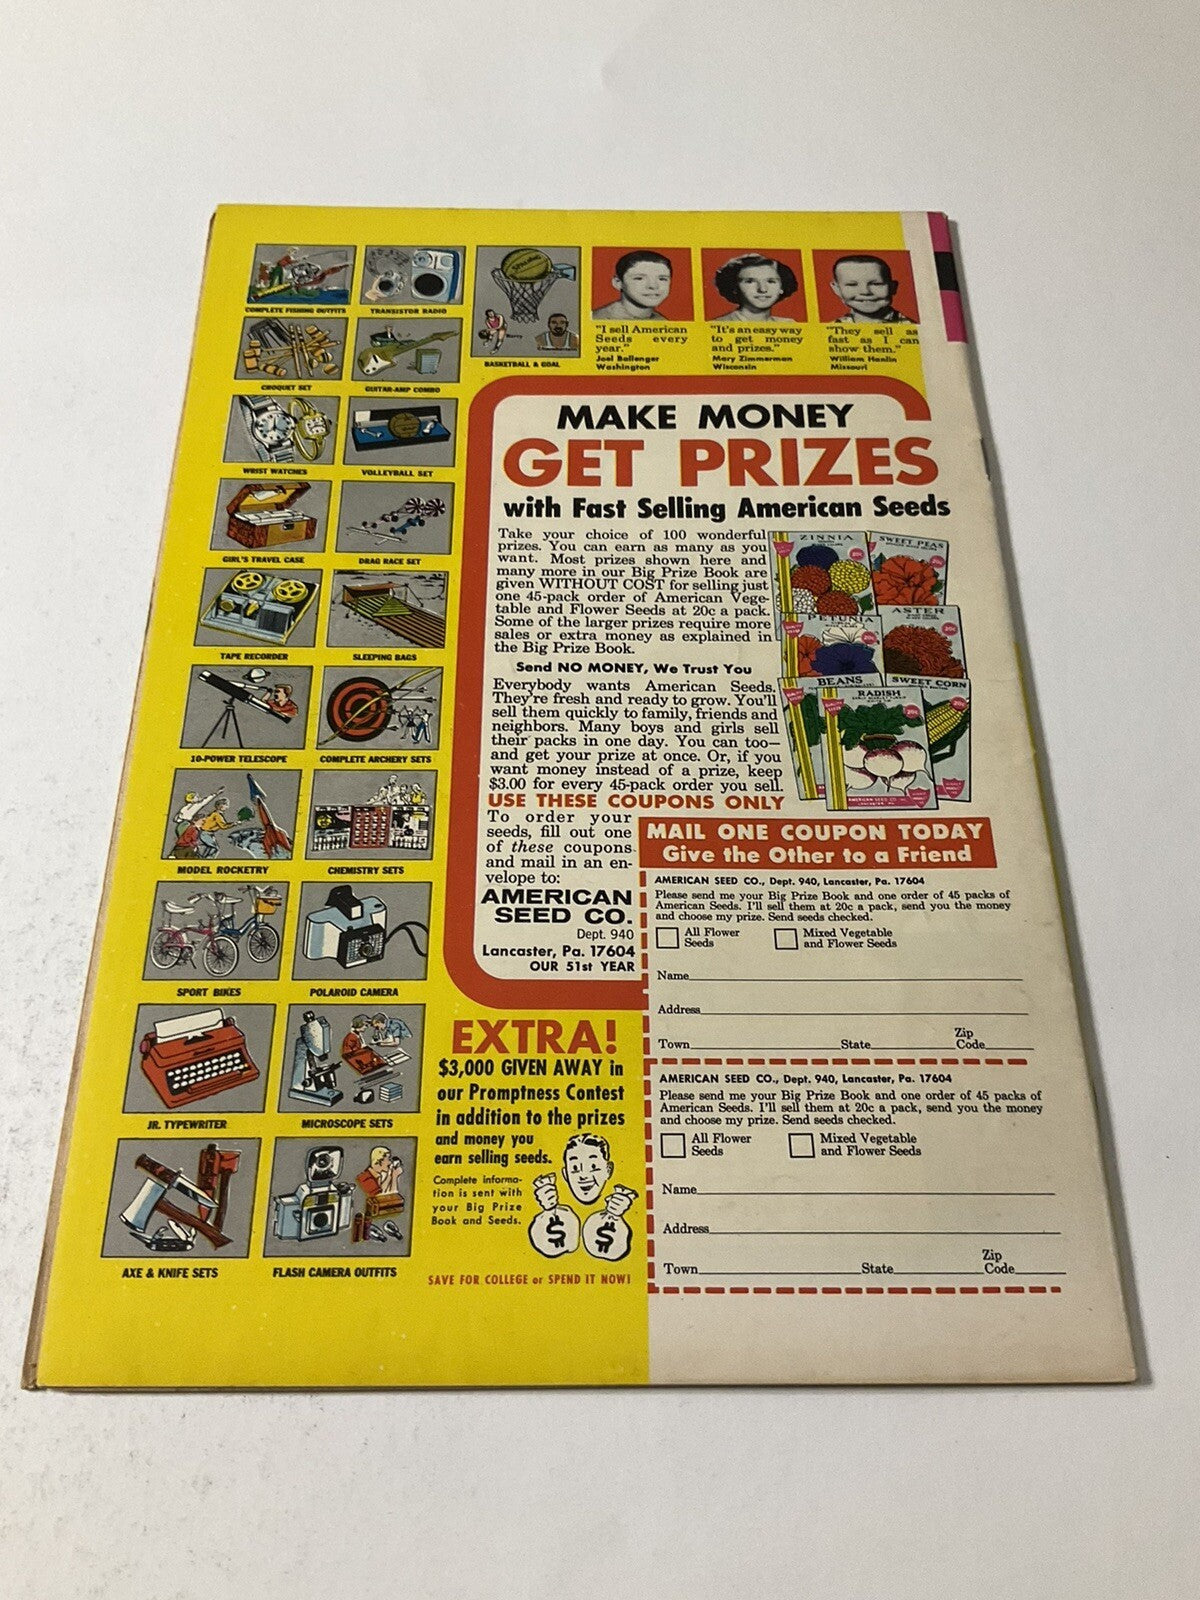 COMPLETE FISHING OUTFITS
TRANSISTOR RADIO
BASKETBALL & GOAL
CROQUET SET
GUITAR-AMP COMBO
WRIST WATCHES
VOLLEYBALL SET
GIRL'S TRAVEL CASE
DRAG RACE SET
TAPE RECORDER
SLEEPING BAGS
10-POWER TELESCOPE
COMPLETE ARCHERY SETS
MODEL ROCKETRY
CHEMISTRY SETS
SPORT BIKES
POLAROID CAMERA
JR. TYPEWRITER
MICROSCOPE SETS
AXE & KNIFE SETS
FLASH CAMERA OUTFITS
SPALDING
"I sell American
Seeds every
year."
Joel Ballenger
Washington
"It's an easy way
to get money
and prizes."
Mary Zimmerman
Wisconsin
"They sell as
fast as I can
show them."
William Hanlin
Missouri
MAKE MONEY
GET PRIZES
with Fast Selling American Seeds
Take your choice of 100 wonderful
prizes. You can earn as many as you
want. Most prizes shown here and
many more in our Big Prize Book are
given WITHOUT COST for selling just
one 45-pack order of American Vege-
table and Flower Seeds at 20c a pack.
Some of the larger prizes require more
sales or extra money as explained in
the Big Prize Book.
Send NO MONEY, We Trust You
Everybody wants American Seeds.
They're fresh and ready to grow. You'll
sell them quickly to family, friends and
neighbors. Many boys and girls sell
their packs in one day. You can too—
and get your prize at once. Or, if you
want money instead of a prize, keep
$3.00 for every 45-pack order you sell.
USE THESE COUPONS ONLY
To order your
seeds, fill out one
of these coupons
and mail in an en-
velope to:
AMERICAN
SEED CO.
Dept. 940
Lancaster, Pa. 17604
OUR 51st YEAR
ZINNIA
20c
SWEET PEAS
20c
PETUNIA
20c
ASTER
20c
BEANS
SWEET CORN
20c
RADISH
20c
AMERICAN SEED CO.
LANCASTER, PA.
MAIL ONE COUPON TODAY
Give the Other to a Friend
AMERICAN SEED CO., Dept. 940, Lancaster, Pa. 17604
Please send me your Big Prize Book and one order of 45 packs of
American Seeds. I'll sell them at 20c a pack, send you the money
and choose my prize. Send seeds checked.
All Flower
Seeds
Mixed Vegetable
and Flower Seeds
Name
Address
Town State Zip Code
AMERICAN SEED CO., Dept. 940, Lancaster, Pa. 17604
Please send me your Big Prize Book and one order of 45 packs of
American Seeds. I'll sell them at 20c a pack, send you the money
and choose my prize. Send seeds checked.
All Flower
Seeds
Mixed Vegetable
and Flower Seeds
Name
Address
Town State Zip Code
EXTRA!
$3,000 GIVEN AWAY in
our Promptness Contest
in addition to the prizes
and money you
earn selling seeds.
Complete informa-
tion is sent with
your Big Prize
Book and Seeds.
$ $
SAVE FOR COLLEGE or SPEND IT NOW!